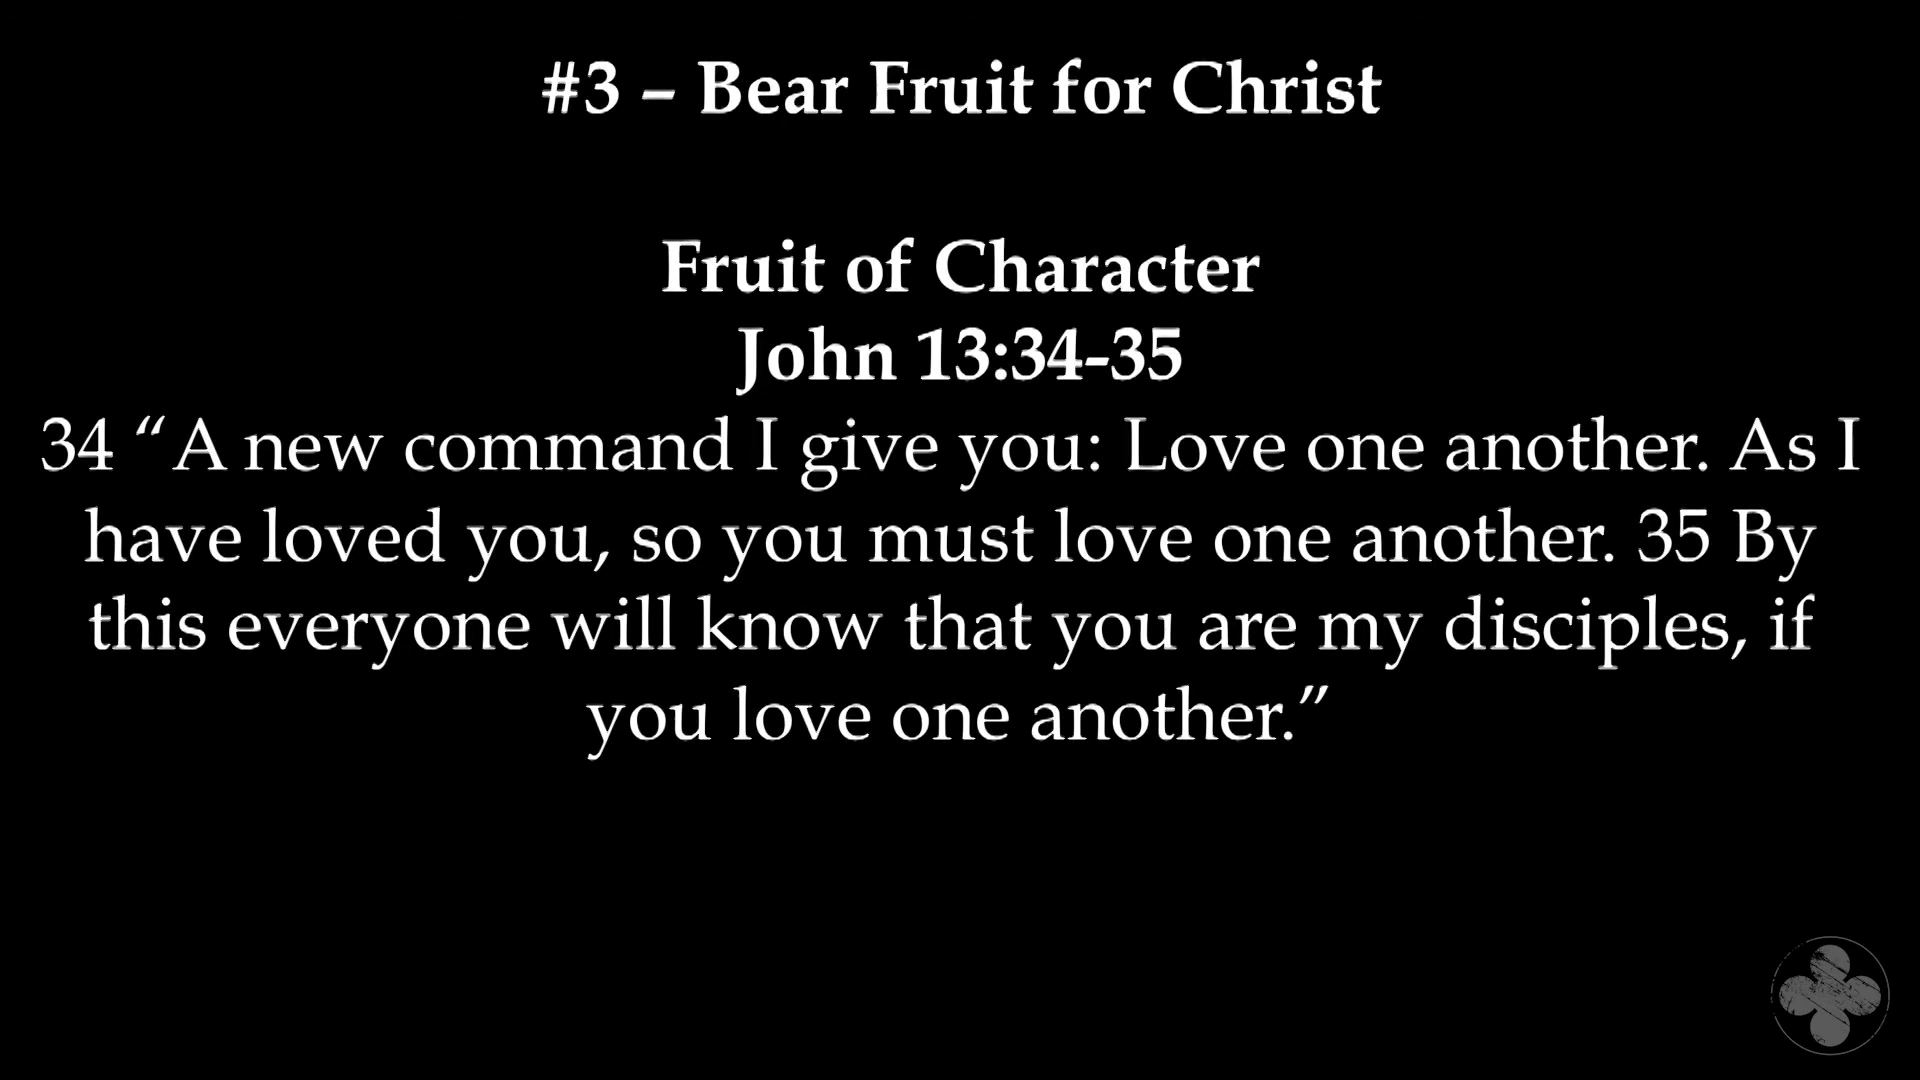 #3 – Bear Fruit for Christ
Fruit of Character
John 13:34-35
34 “A new command I give you: Love one another. As I
have loved you, so you must love one another. 35 By
this everyone will know that you are my disciples, if
you love one another.”